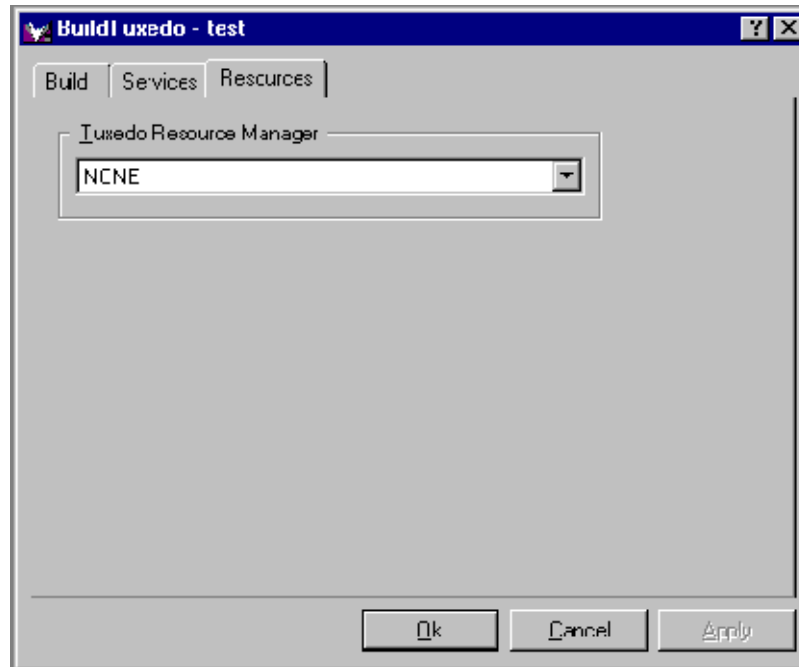 BuildTuxedo - test
Build Services Resources
Tuxedo Resource Manager
NONE
Ok Cancel Apply